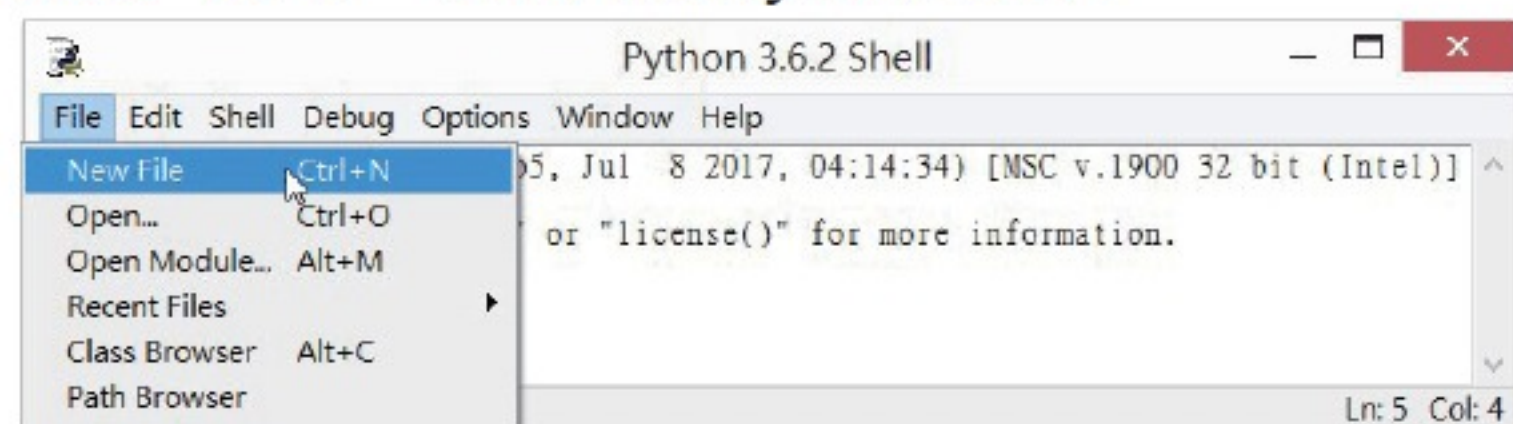 Python 3.6.2 Shell
File Edit Shell Debug Options Window Help
New File Ctrl+N
5, Jul 8 2017, 04:14:34) [MSC v.1900 32 bit (Intel)]
Open... Ctrl+O
or "license()" for more information.
Open Module... Alt+M
Recent Files
Class Browser Alt+C
Path Browser
Ln: 5 Col: 4